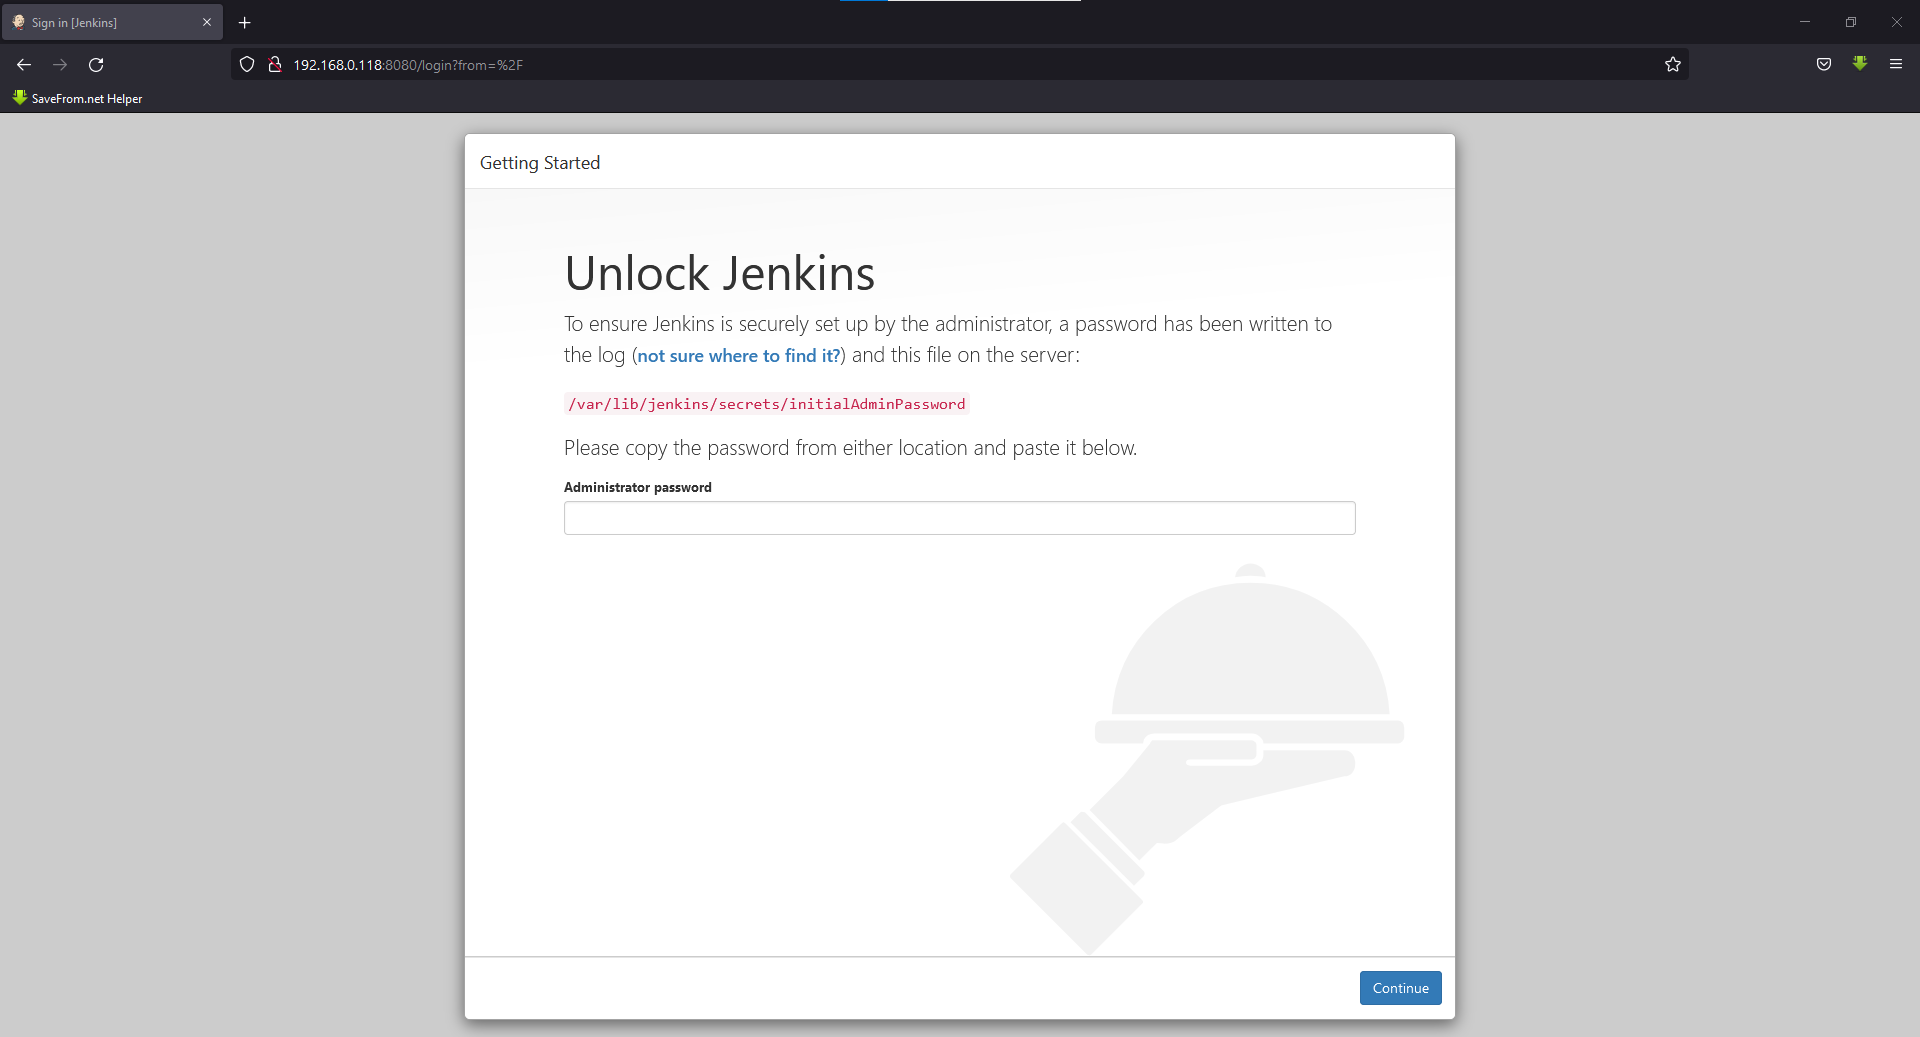 Sign in [Jenkins]
192.168.0.118:8080/login?from=%2F
SaveFrom.net Helper
Getting Started
Unlock Jenkins
To ensure Jenkins is securely set up by the administrator, a password has been written to
the log (not sure where to find it?) and this file on the server:
/var/lib/jenkins/secrets/initialAdminPassword
Please copy the password from either location and paste it below.
Administrator password
Continue